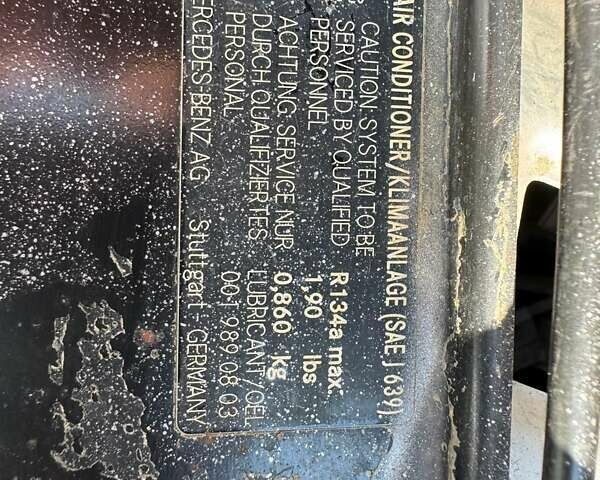 AIR CONDITIONER/KLIMAANLAGE (SAE J 639)
CAUTION SYSTEM TO BE
SERVICED BY QUALIFIED
PERSONNEL
ACHTUNG SERVICE NUR
DURCH QUALIFIZIERTES
PERSONAL
R134a max.
1,90 lbs
0,860 kg
LUBRICANT/OEL
001 989 08 03
MERCEDES-BENZ AG Stuttgart - GERMANY